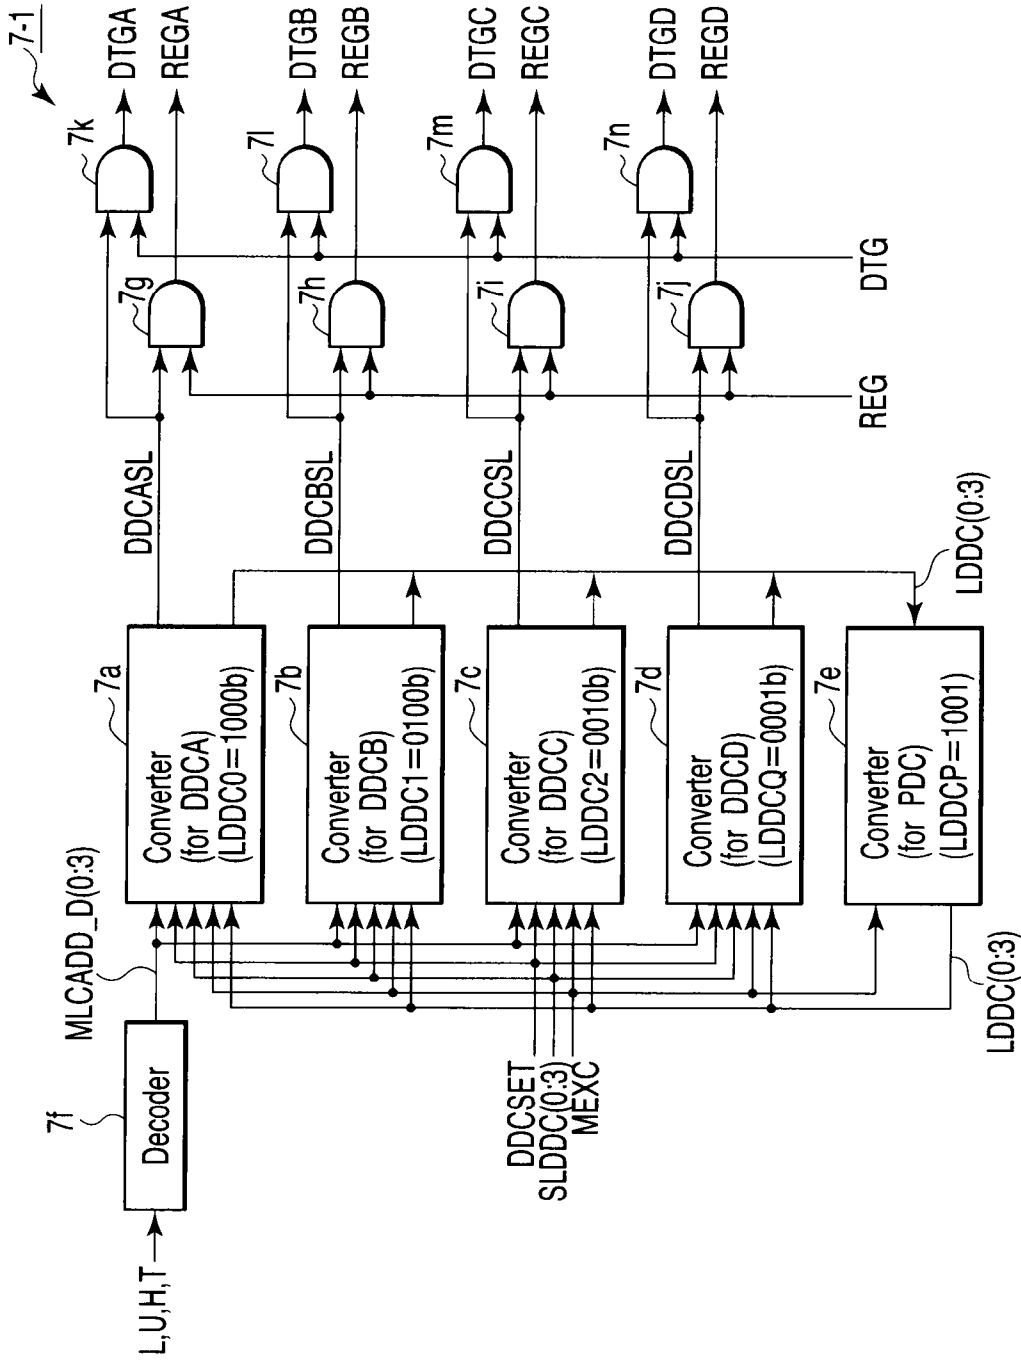 7-1
L,U,H,T
7f
Decoder
MLCADD_D(0:3)
DDCSET
SLDDC(0:3)
MEXC
7a
Converter
(for DDCA)
(LDDC0=1000b)
7b
Converter
(for DDCB)
(LDDC1=0100b)
7c
Converter
(for DDCC)
(LDDC2=0010b)
7d
Converter
(for DDCD)
(LDDCQ=0001b)
7e
Converter
(for PDC)
(LDDCP=1001)
LDDC(0:3)
LDDC(0:3)
DDCASL
DDCBSL
DDCCSL
DDCDSL
7g
7h
7i
7j
REG
7k
7l
7m
7n
DTG
DTGA
REGA
DTGB
REGB
DTGC
REGC
DTGD
REGD